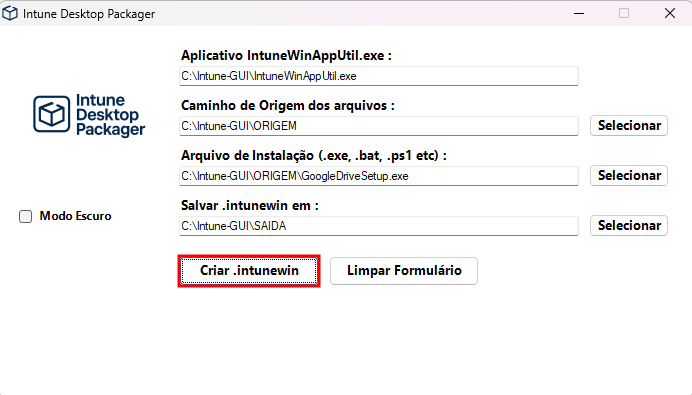 Intune Desktop Packager
Aplicativo IntuneWinAppUtil.exe :
C:\Intune-GUI\IntuneWinAppUtil.exe
Intune
Desktop
Packager
Caminho de Origem dos arquivos :
C:\Intune-GUI\ORIGEM
Selecionar
Arquivo de Instalação (.exe, .bat, .ps1 etc) :
C:\Intune-GUI\ORIGEM\GoogleDriveSetup.exe
Selecionar
Salvar .intunewin em :
Modo Escuro
C:\Intune-GUI\SAIDA
Selecionar
Criar .intunewin
Limpar Formulário